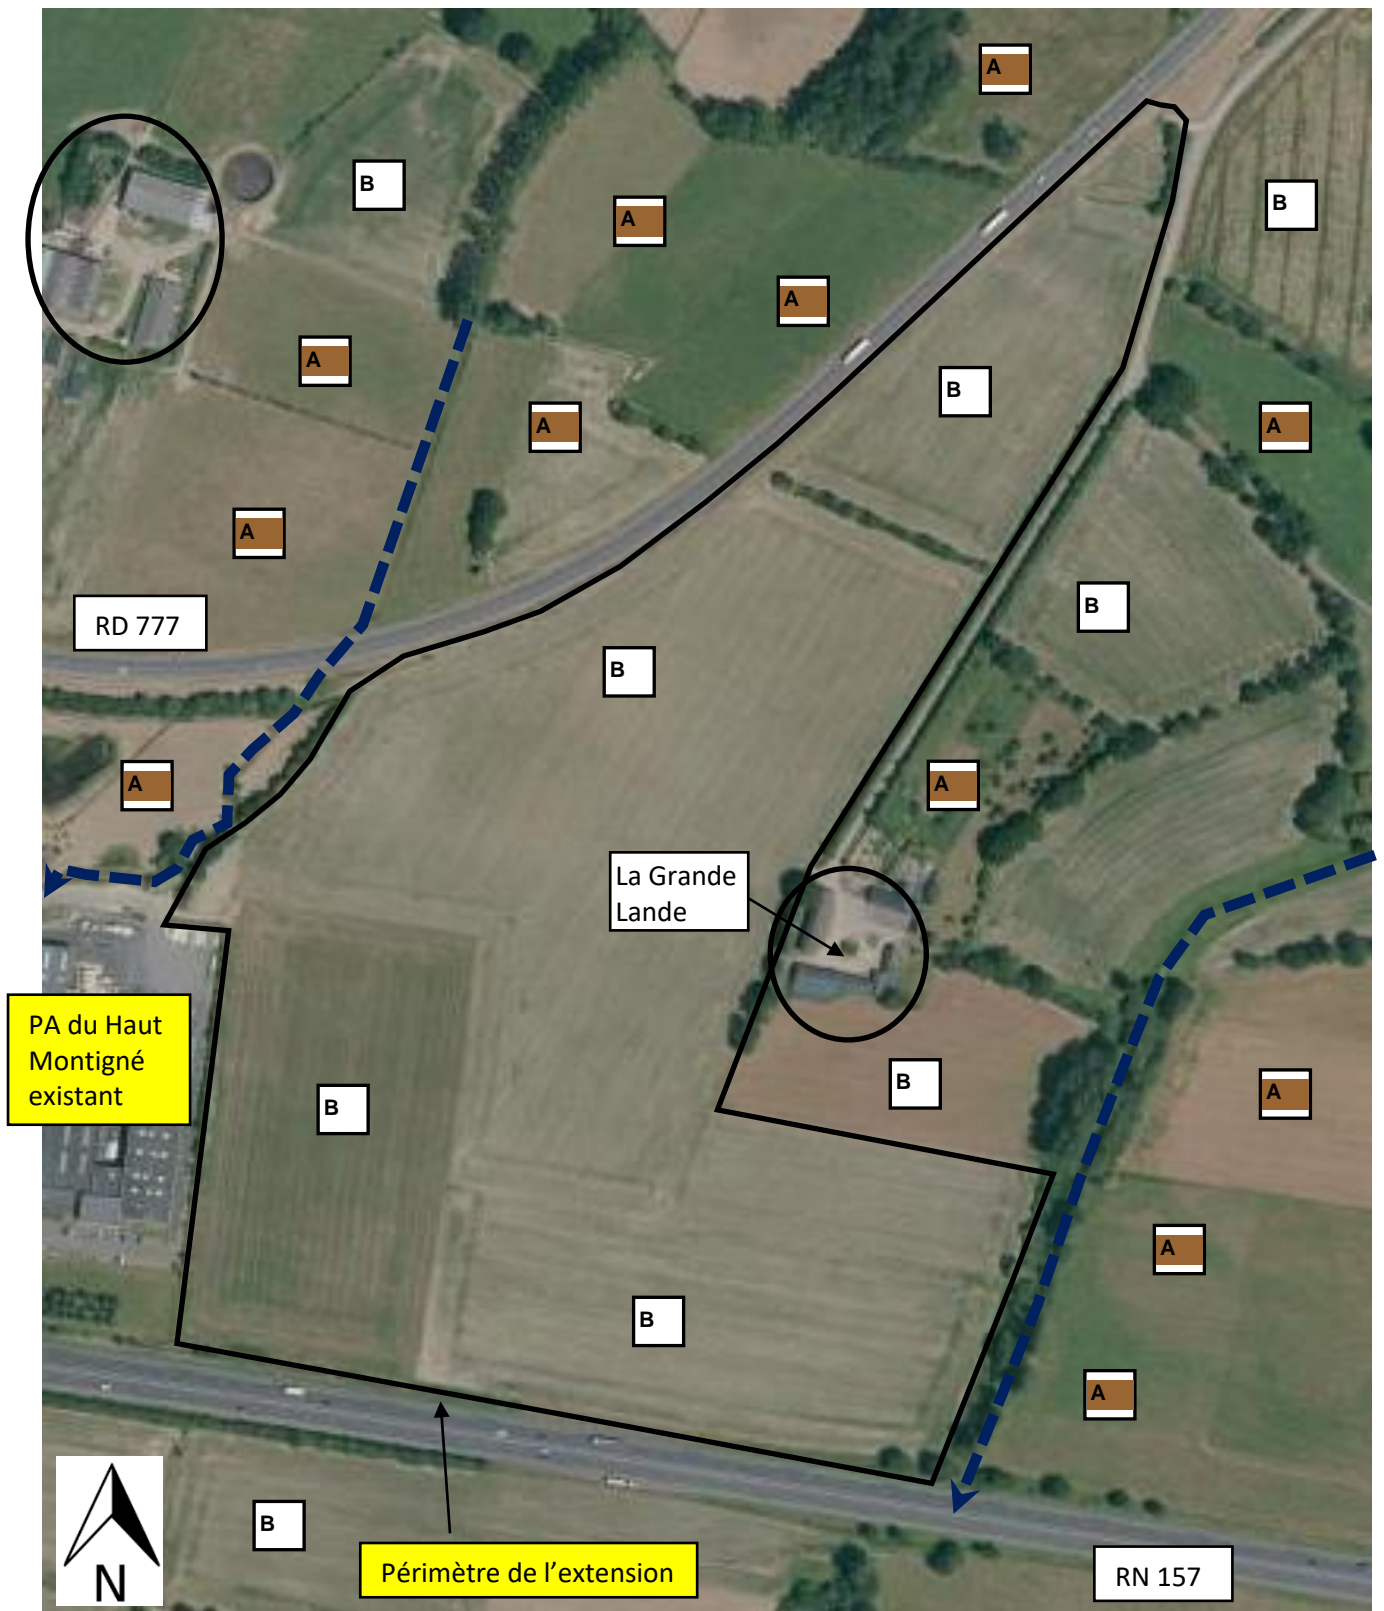 A
B
B
A
A
A
B
A
A
A
B
RD 777
B
A
A
La Grande
Lande
PA du Haut
Montigné
existant
B
A
B
A
B
A
B
N
Périmètre de l’extension
RN 157